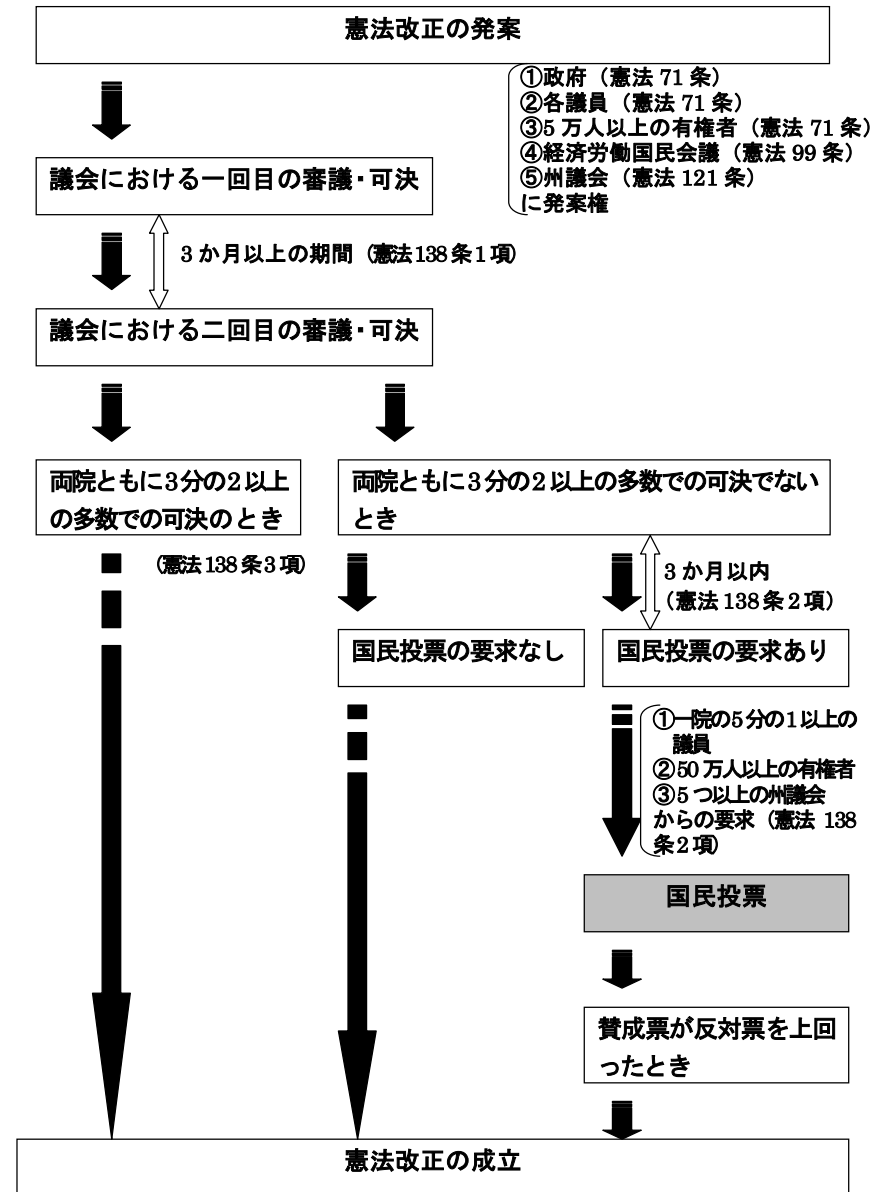 憲法改正の発案
①政府（憲法 71 条）
②各議員（憲法 71 条）
③5 万人以上の有権者（憲法 71 条）
④経済労働国民会議（憲法 99 条）
⑤州議会（憲法 121 条）
に発案権
議会における一回目の審議・可決
3 か月以上の期間（憲法138条1項）
議会における二回目の審議・可決
両院ともに3分の2以上
の多数での可決のとき
（憲法138条3項）
両院ともに3分の2以上の多数での可決でない
とき
3 か月以内
（憲法138条2項）
国民投票の要求なし
国民投票の要求あり
①一院の5分の1以上の
議員
②50 万人以上の有権者
③5 つ以上の州議会
からの要求（憲法 138
条2項）
国民投票
賛成票が反対票を上回
ったとき
憲法改正の成立